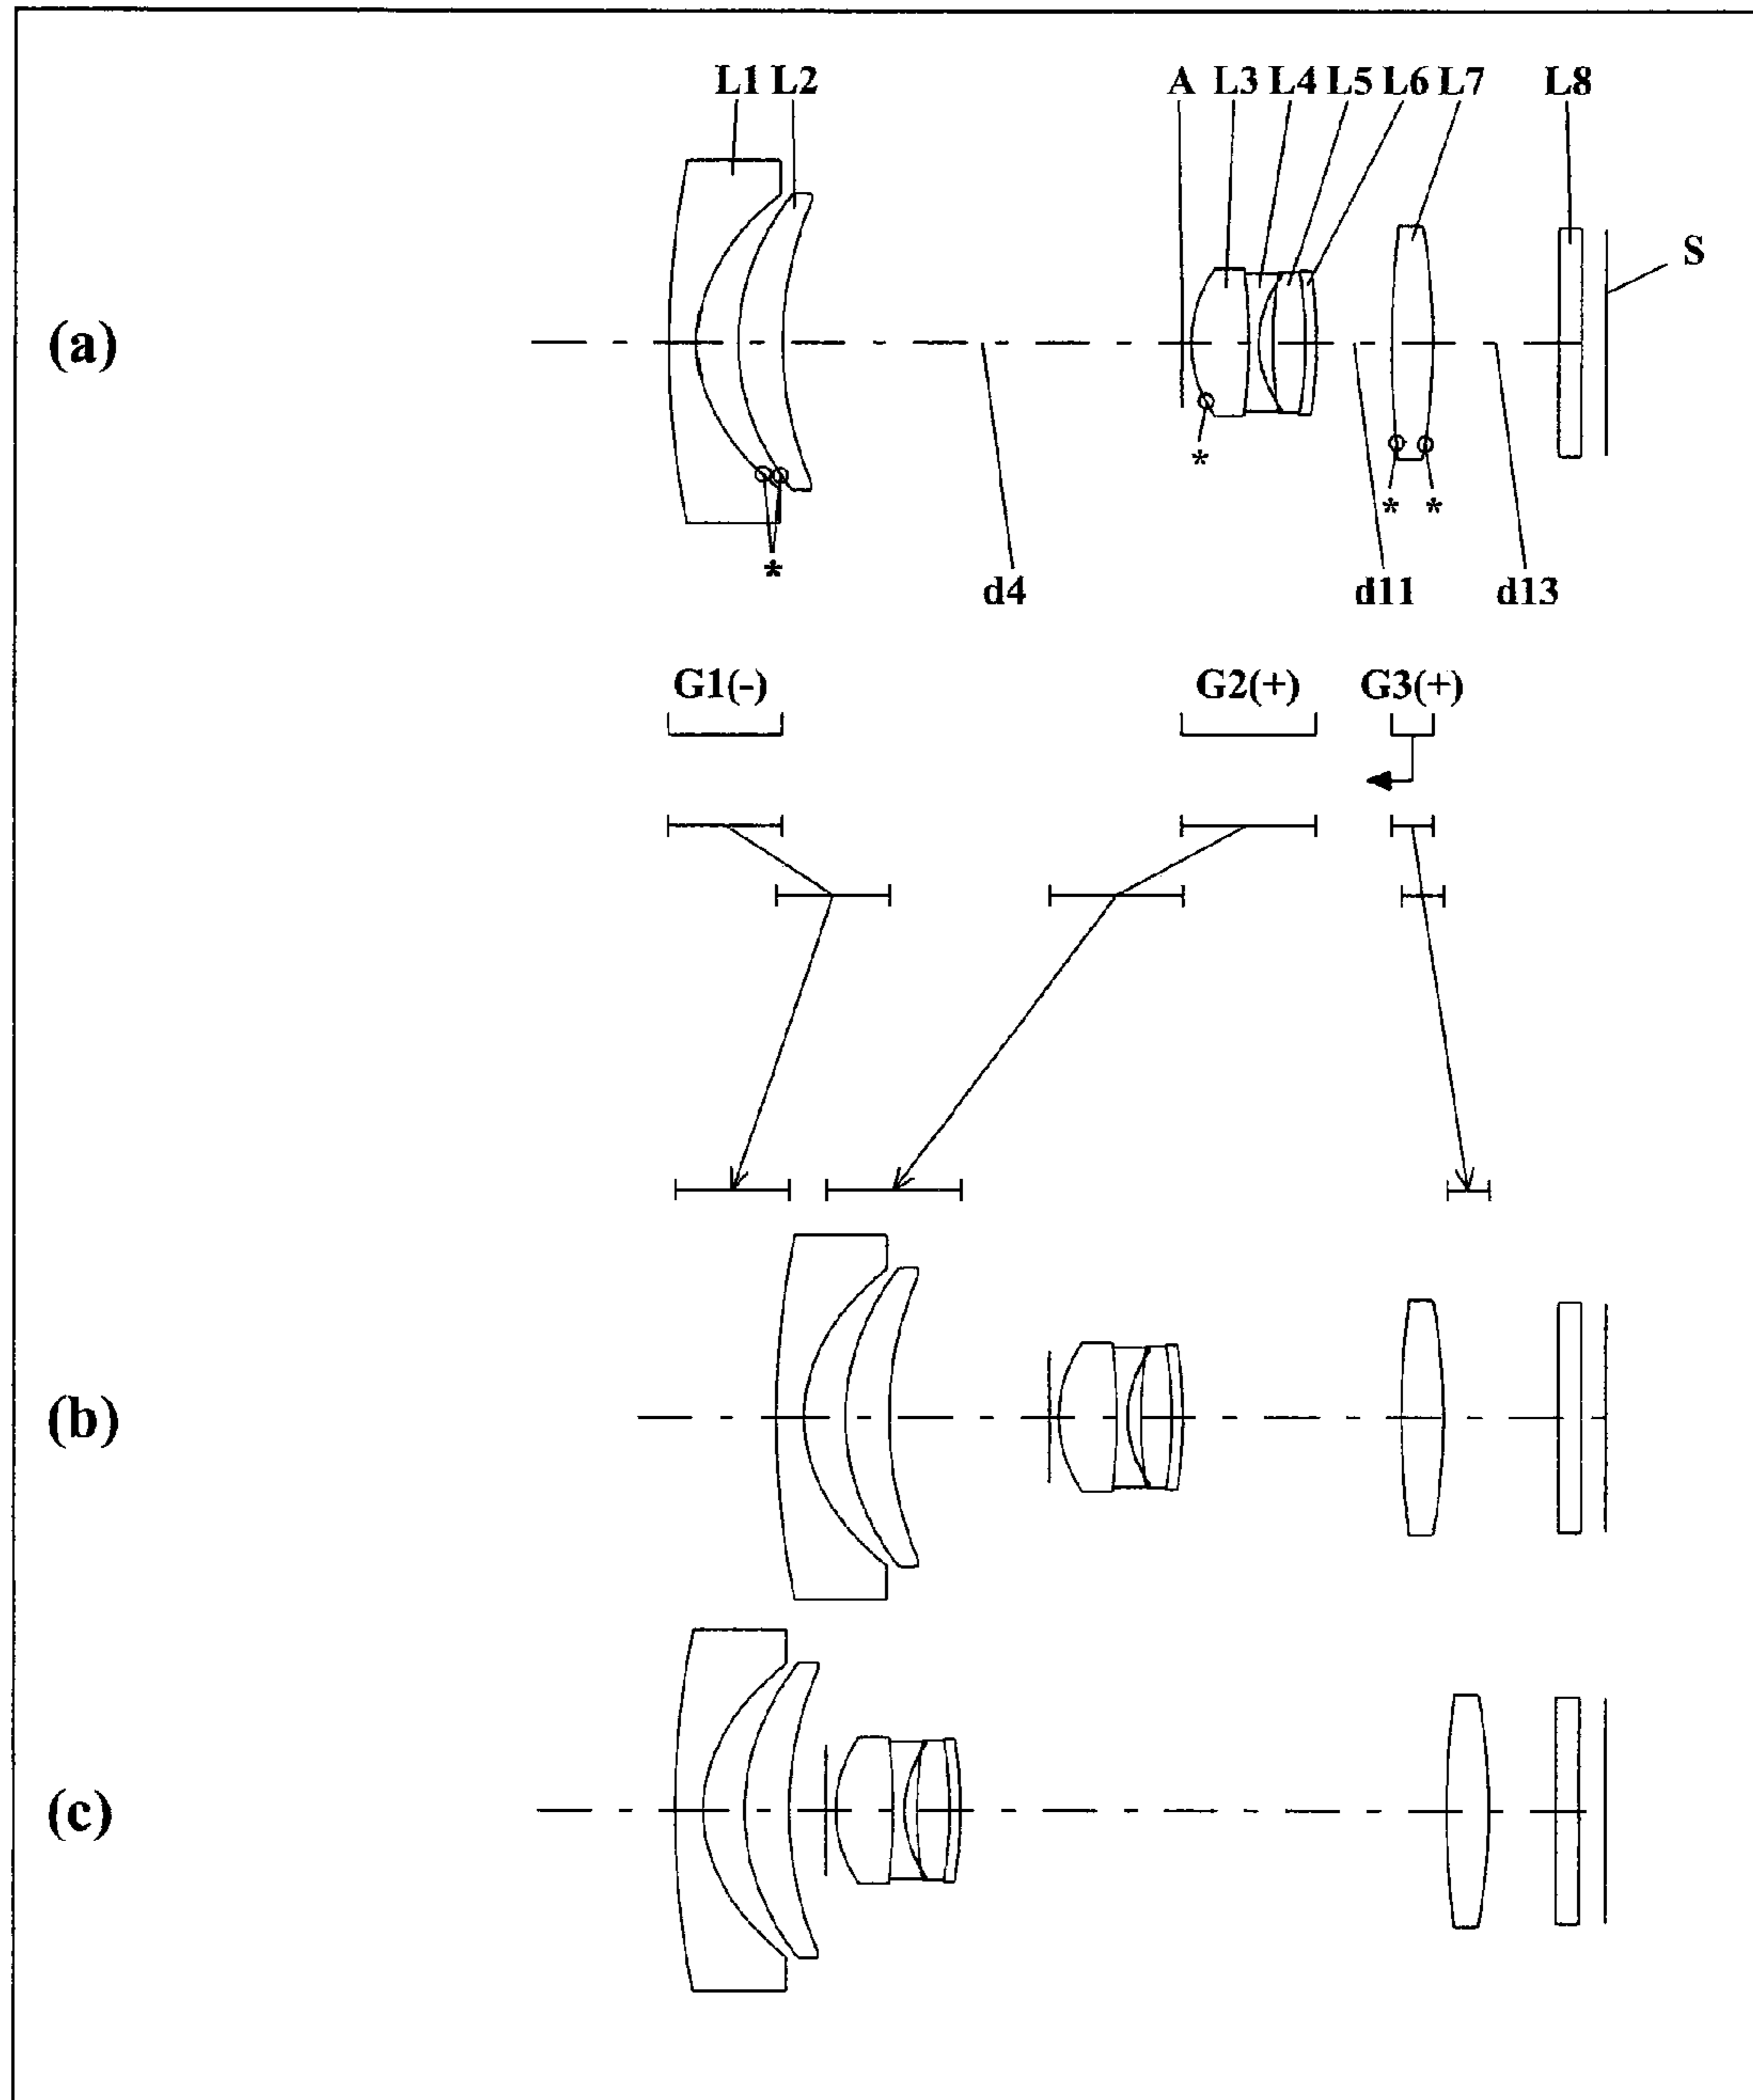 L1 L2 A L3 L4 L5 L6 L7 L8
S
(a)
*
* *
*
d4 d11 d13
G1(-) G2(+) G3(+)
(b)
(c)